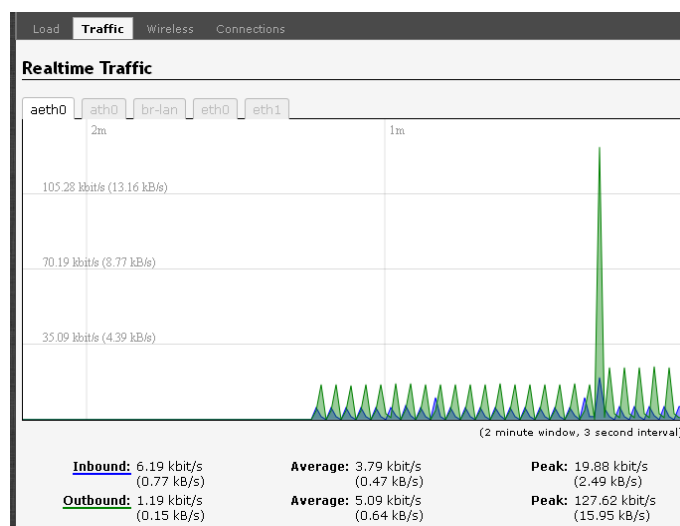 Load Traffic Wireless Connections
Realtime Traffic
aeth0 ath0 br-lan eth0 eth1
2m 1m
105.28 kbit/s (13.16 kB/s)
70.19 kbit/s (8.77 kB/s)
35.09 kbit/s (4.39 kB/s)
(2 minute window, 3 second interval)
Inbound: 6.19 kbit/s Average: 3.79 kbit/s Peak: 19.88 kbit/s
(0.77 kB/s) (0.47 kB/s) (2.49 kB/s)
Outbound: 1.19 kbit/s Average: 5.09 kbit/s Peak: 127.62 kbit/s
(0.15 kB/s) (0.64 kB/s) (15.95 kB/s)